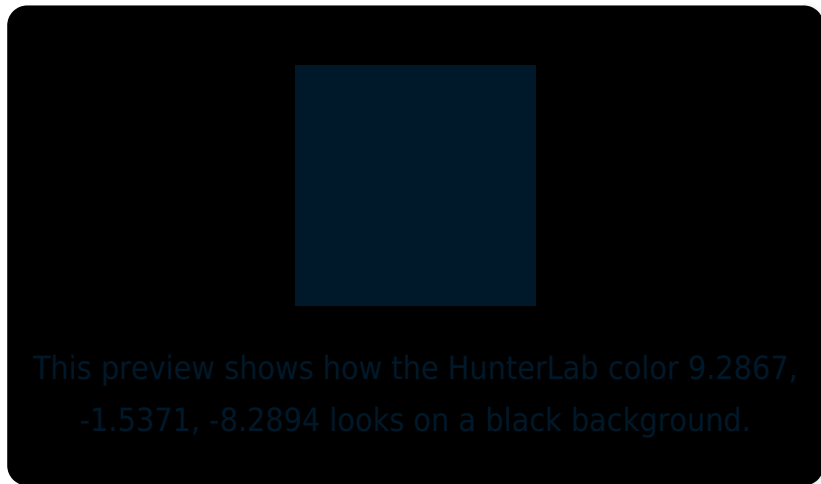 This preview shows how the HunterLab color 9.2867,
-1.5371, -8.2894 looks on a black background.